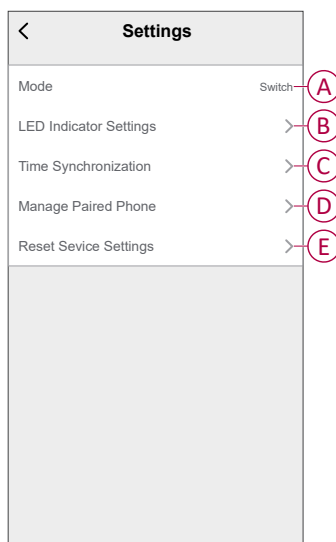 Settings
Mode Switch A
LED Indicator Settings B
Time Synchronization C
Manage Paired Phone D
Reset Sevice Settings E